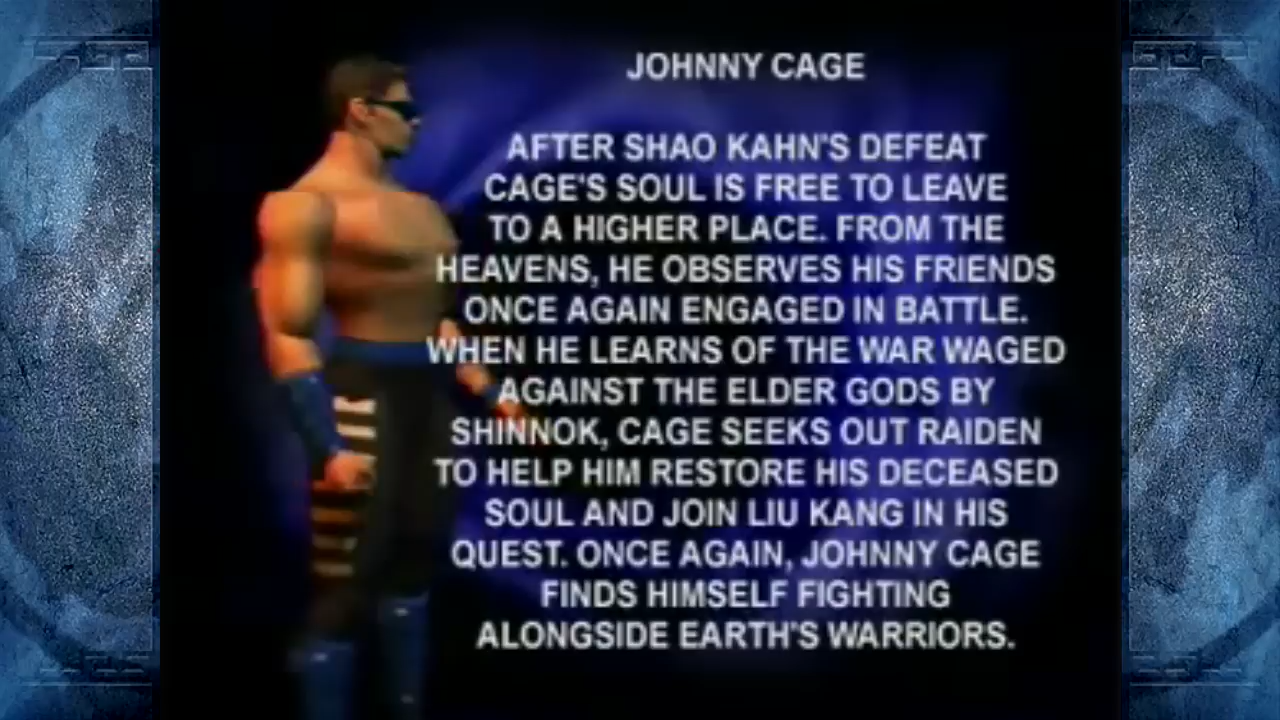 JOHNNY CAGE
AFTER SHAO KAHN'S DEFEAT
CAGE'S SOUL IS FREE TO LEAVE
TO A HIGHER PLACE. FROM THE
HEAVENS, HE OBSERVES HIS FRIENDS
ONCE AGAIN ENGAGED IN BATTLE.
WHEN HE LEARNS OF THE WAR WAGED
AGAINST THE ELDER GODS BY
SHINNOK, CAGE SEEKS OUT RAIDEN
TO HELP HIM RESTORE HIS DECEASED
SOUL AND JOIN LIU KANG IN HIS
QUEST. ONCE AGAIN, JOHNNY CAGE
FINDS HIMSELF FIGHTING
ALONGSIDE EARTH'S WARRIORS.